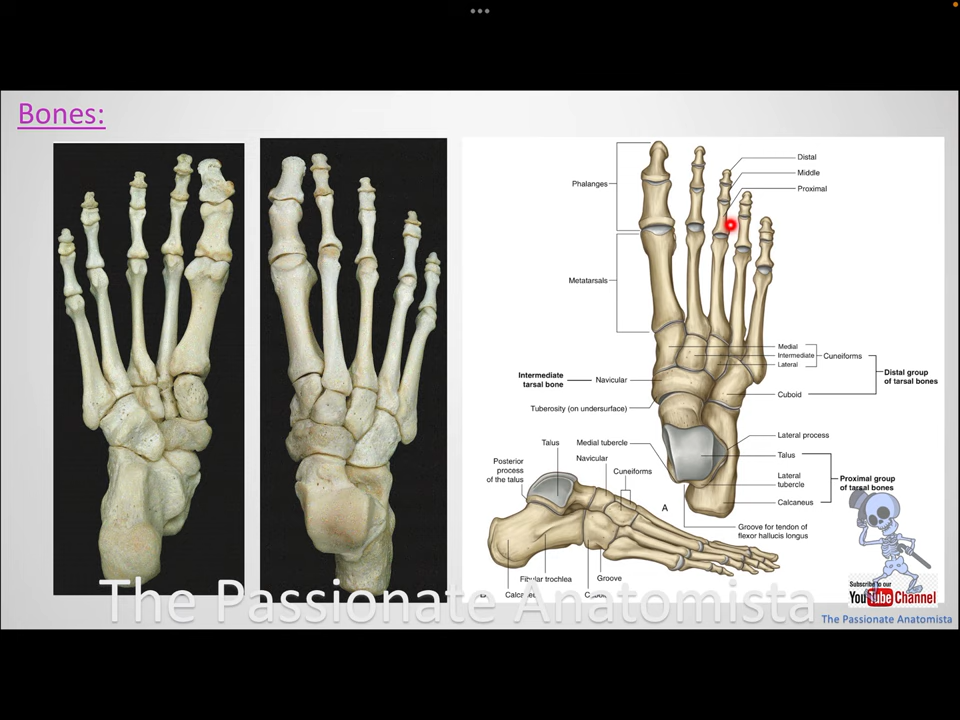 Bones:
Distal
Middle
Phalanges
Proximal
Metatarsals
Medial
Intermediate
Cuneiforms
Lateral
Distal group
of tarsal bones
Intermediate
tarsal bone
Navicular
Cuboid
Tuberosity (on undersurface)
Lateral process
Talus
Medial tubercle
Talus
Navicular
Posterior
process
of the talus
Cuneiforms
Lateral
tubercle
Proximal group
of tarsal bones
Calcaneus
A
Groove for tendon of
flexor hallucis longus
Fibular trochlea
Groove
Subscribe to our
YouTube Channel
The Passionate Anatomista
The Passionate Anatomista